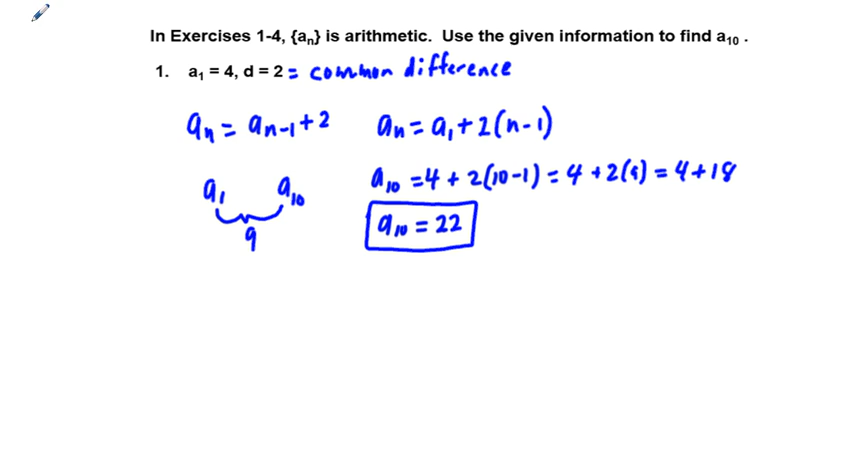 In Exercises 1-4, {aₙ} is arithmetic. Use the given information to find a₁₀ .
1. a₁ = 4, d = 2 = common difference
aₙ = aₙ₋₁ + 2
aₙ = a₁ + 2(n-1)
a₁₀ = 4 + 2(10-1) = 4 + 2(9) = 4 + 18
a₁ a₁₀
9
a₁₀ = 22